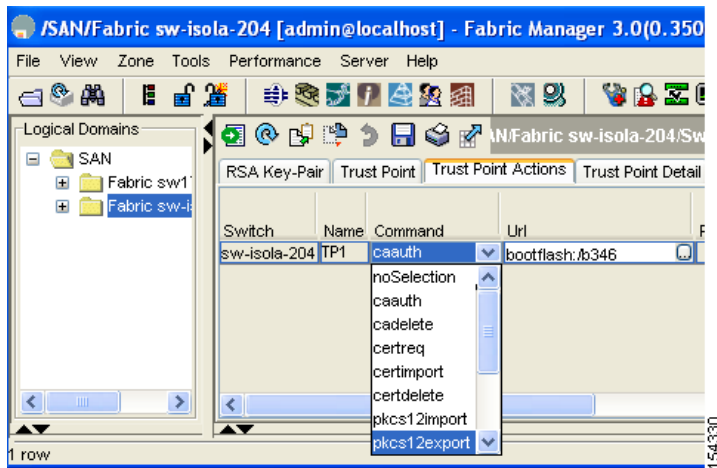 /SAN/Fabric sw-isola-204 [admin@localhost] - Fabric Manager 3.0(0.350
File View Zone Tools Performance Server Help
Logical Domains
SAN
Fabric sw1
Fabric sw-i
AN/Fabric sw-isola-204/Sw
RSA Key-Pair Trust Point Trust Point Actions Trust Point Detail
Switch Name Command Url
sw-isola-204 TP1 caauth bootflash:/b346
noSelection
caauth
cadelete
certreq
certimport
certdelete
pkcs12import
pkcs12export
1 row
154330